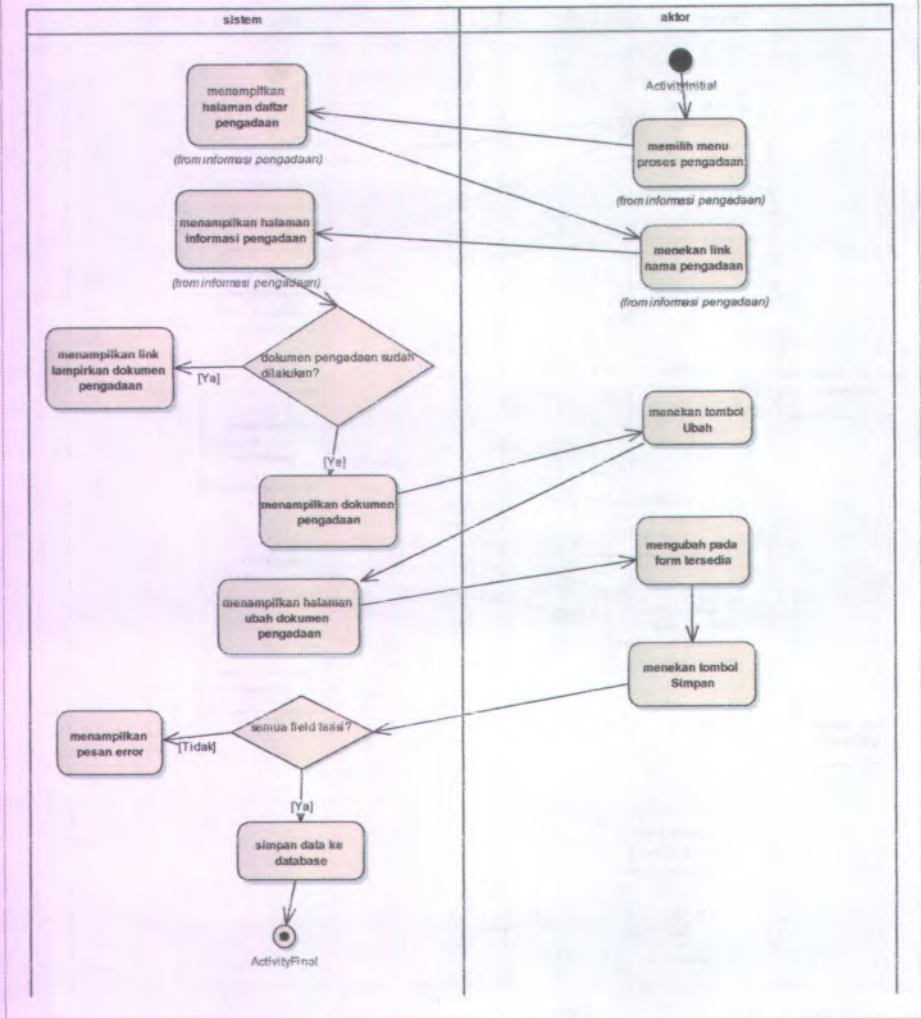 sistem
aktor
ActivityInitial
menampilkan
halaman daftar
pengadaan
(from informasi pengadaan)
memilih menu
proses pengadaan
(from informasi pengadaan)
menampilkan halaman
informasi pengadaan
(from informasi pengadaan)
menekan link
nama pengadaan
(from informasi pengadaan)
dokumen pengadaan sudah
dilakukan?
menampilkan link
lampirkan dokumen
pengadaan
[Ya]
menekan tombol
Ubah
[Ya]
menampilkan dokumen
pengadaan
mengubah pada
form tersedia
menampilkan halaman
ubah dokumen
pengadaan
menekan tombol
Simpan
semua field terisi?
menampilkan
pesan error
[Tidak]
[Ya]
simpan data ke
database
ActivityFinal